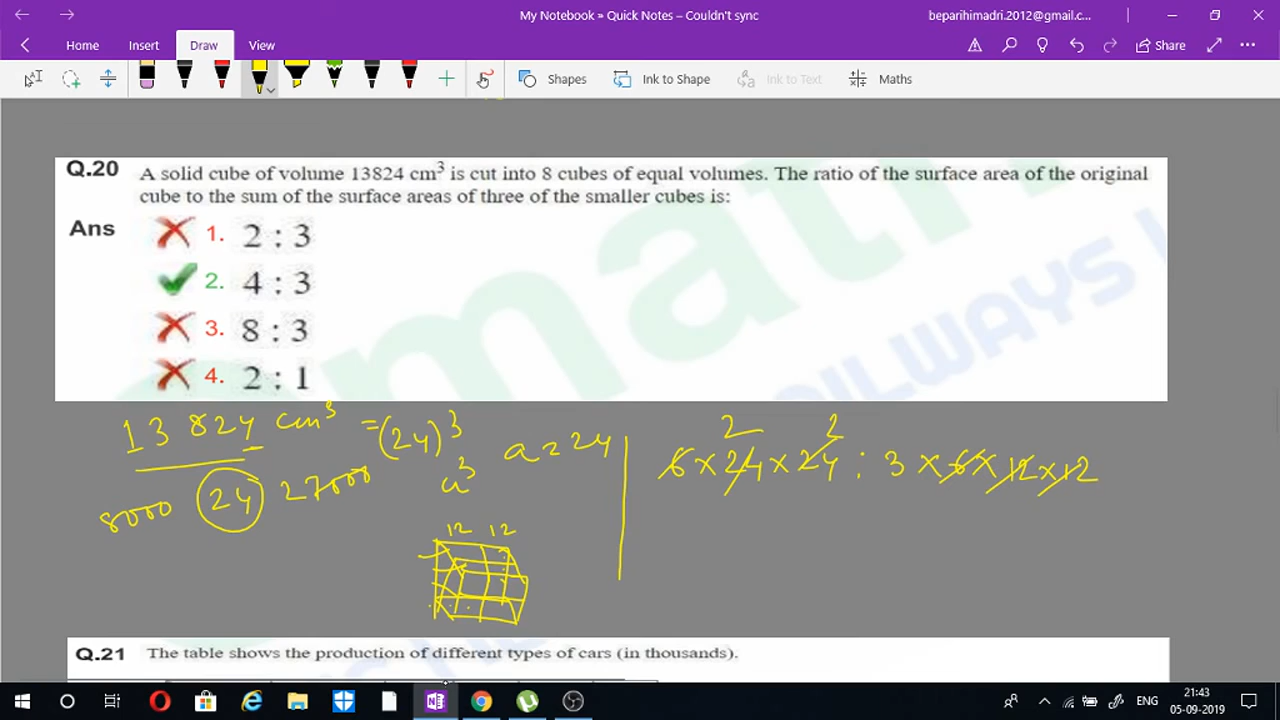 My Notebook » Quick Notes – Couldn't sync
beparihimadri.2012@gmail.c...
Home Insert Draw View
Share
Shapes Ink to Shape Ink to Text Maths
Q.20 A solid cube of volume 13824 cm³ is cut into 8 cubes of equal volumes. The ratio of the surface area of the original
cube to the sum of the surface areas of three of the smaller cubes is:
Ans 1. 2 : 3
2. 4 : 3
3. 8 : 3
4. 2 : 1
13824 cm³ =(24)³ a=24
a³
8000 24 27000
12 12
2 2
6×24×24 : 3×6×12×12
Q.21 The table shows the production of different types of cars (in thousands).
ENG
21:43
05-09-2019